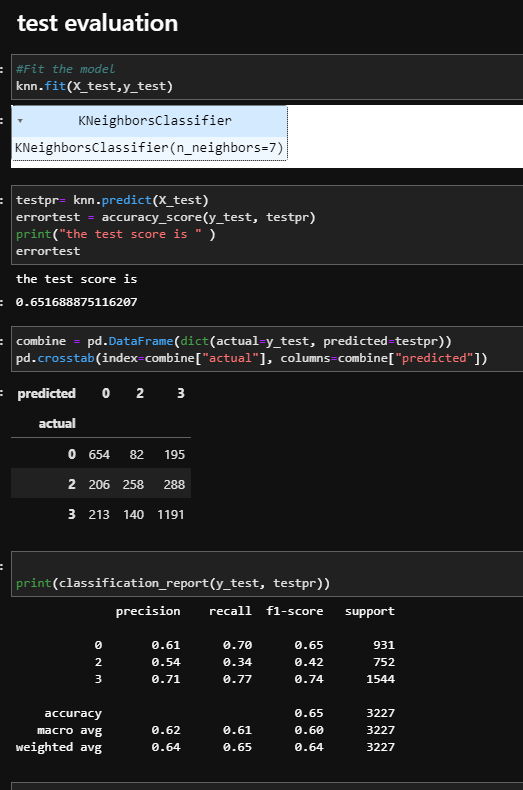 test evaluation
#Fit the model
knn.fit(X_test,y_test)
KNeighborsClassifier
KNeighborsClassifier(n_neighbors=7)
testpr= knn.predict(X_test)
errortest = accuracy_score(y_test, testpr)
print("the test score is " )
errortest
the test score is
0.651688875116207
combine = pd.DataFrame(dict(actual=y_test, predicted=testpr))
pd.crosstab(index=combine["actual"], columns=combine["predicted"])
predicted 0 2 3
actual
0 654 82 195
2 206 258 288
3 213 140 1191
print(classification_report(y_test, testpr))
precision recall f1-score support
0 0.61 0.70 0.65 931
2 0.54 0.34 0.42 752
3 0.71 0.77 0.74 1544
accuracy 0.65 3227
macro avg 0.62 0.61 0.60 3227
weighted avg 0.64 0.65 0.64 3227